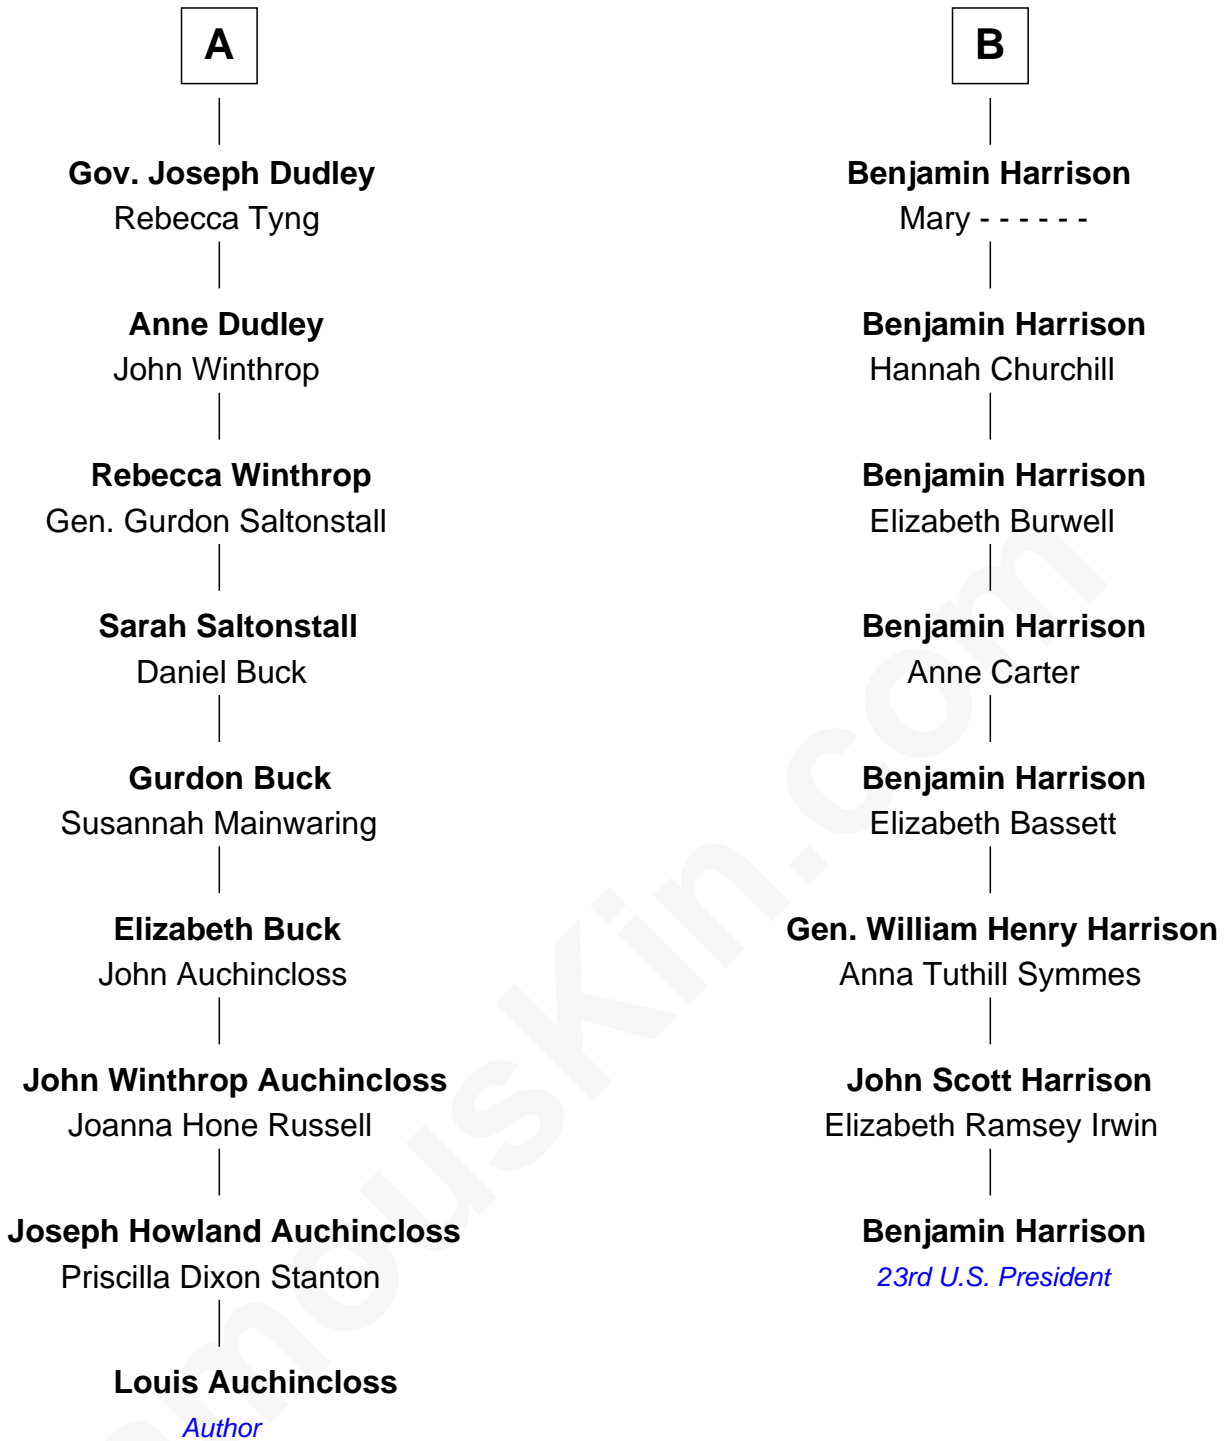 A
Gov. Joseph Dudley
Rebecca Tyng
Anne Dudley
John Winthrop
Rebecca Winthrop
Gen. Gurdon Saltonstall
Sarah Saltonstall
Daniel Buck
Gurdon Buck
Susannah Mainwaring
Elizabeth Buck
John Auchincloss
John Winthrop Auchincloss
Joanna Hone Russell
Joseph Howland Auchincloss
Priscilla Dixon Stanton
Louis Auchincloss
Author
B
Benjamin Harrison
Mary - - - - - -
Benjamin Harrison
Hannah Churchill
Benjamin Harrison
Elizabeth Burwell
Benjamin Harrison
Anne Carter
Benjamin Harrison
Elizabeth Bassett
Gen. William Henry Harrison
Anna Tuthill Symmes
John Scott Harrison
Elizabeth Ramsey Irwin
Benjamin Harrison
23rd U.S. President
amousKin.com